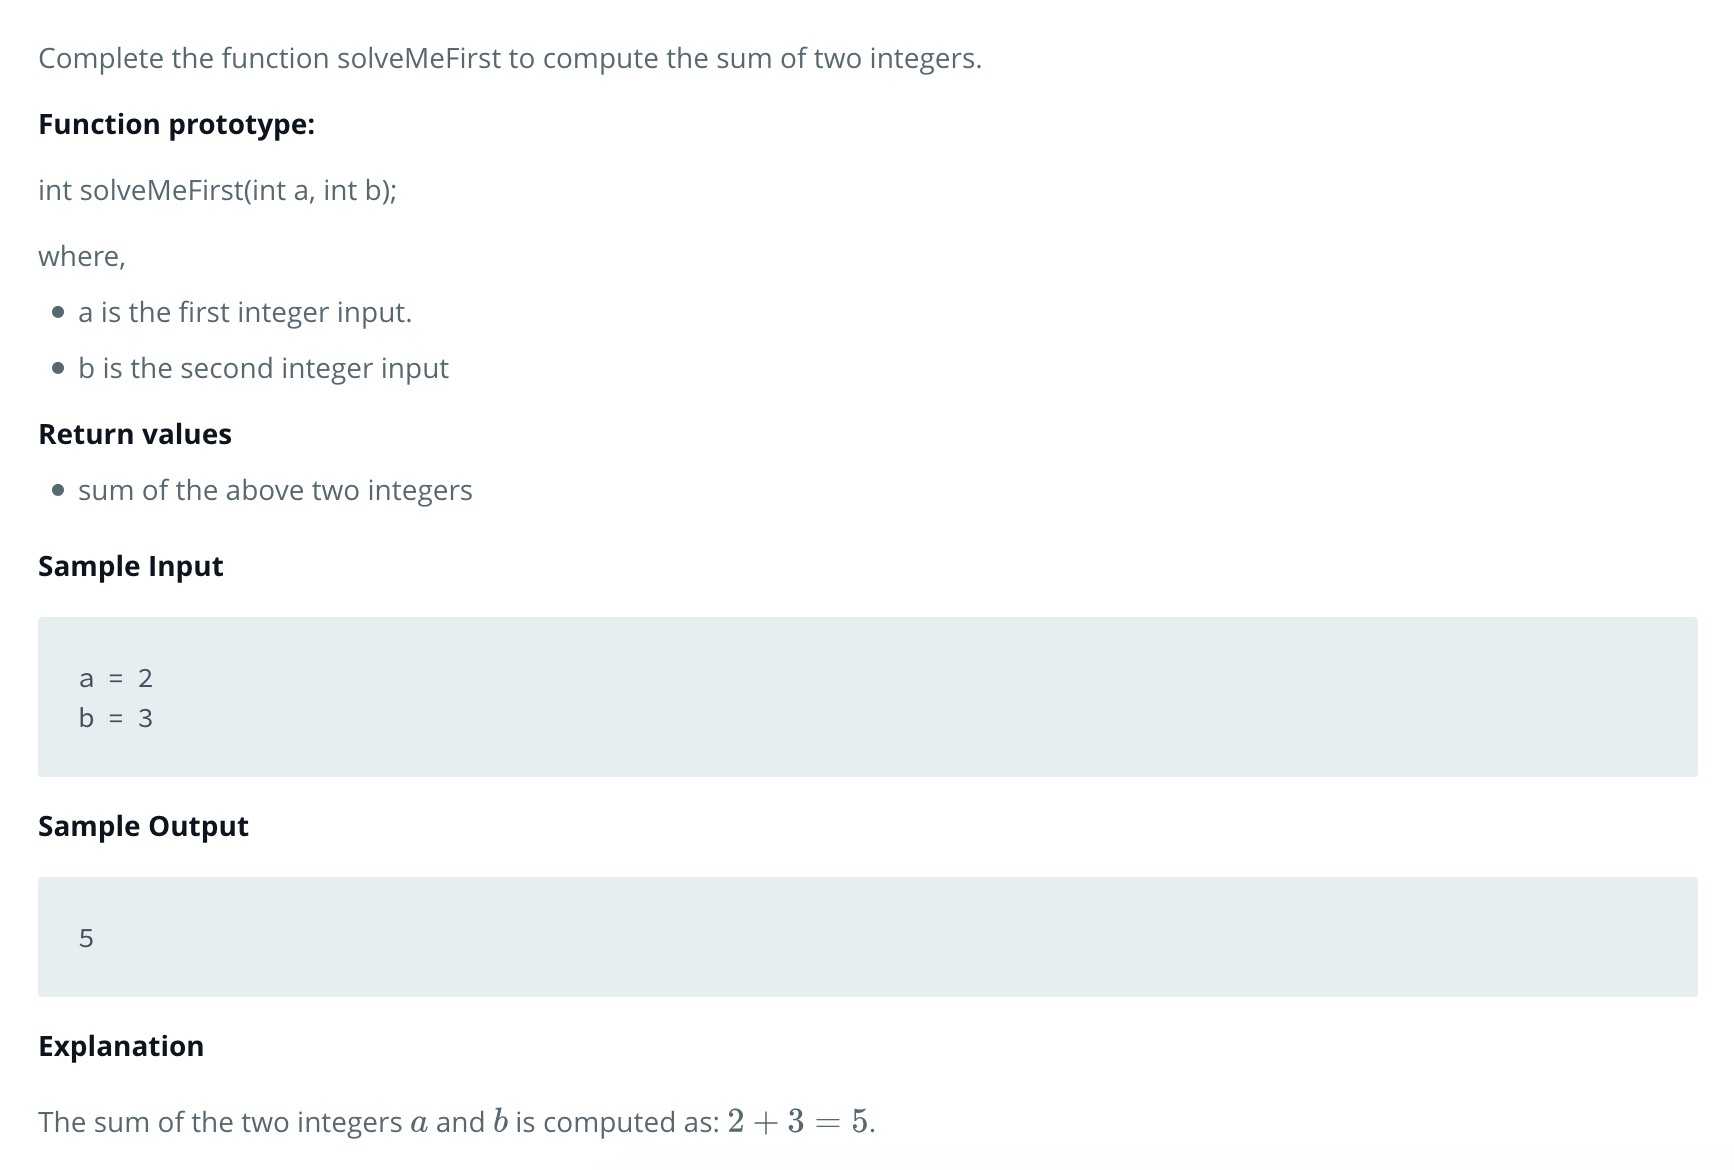 Complete the function solveMeFirst to compute the sum of two integers.
Function prototype:
int solveMeFirst(int a, int b);
where,
• a is the first integer input.
• b is the second integer input
Return values
• sum of the above two integers
Sample Input
a = 2
b = 3
Sample Output
5
Explanation
The sum of the two integers a and b is computed as: 2 + 3 = 5.